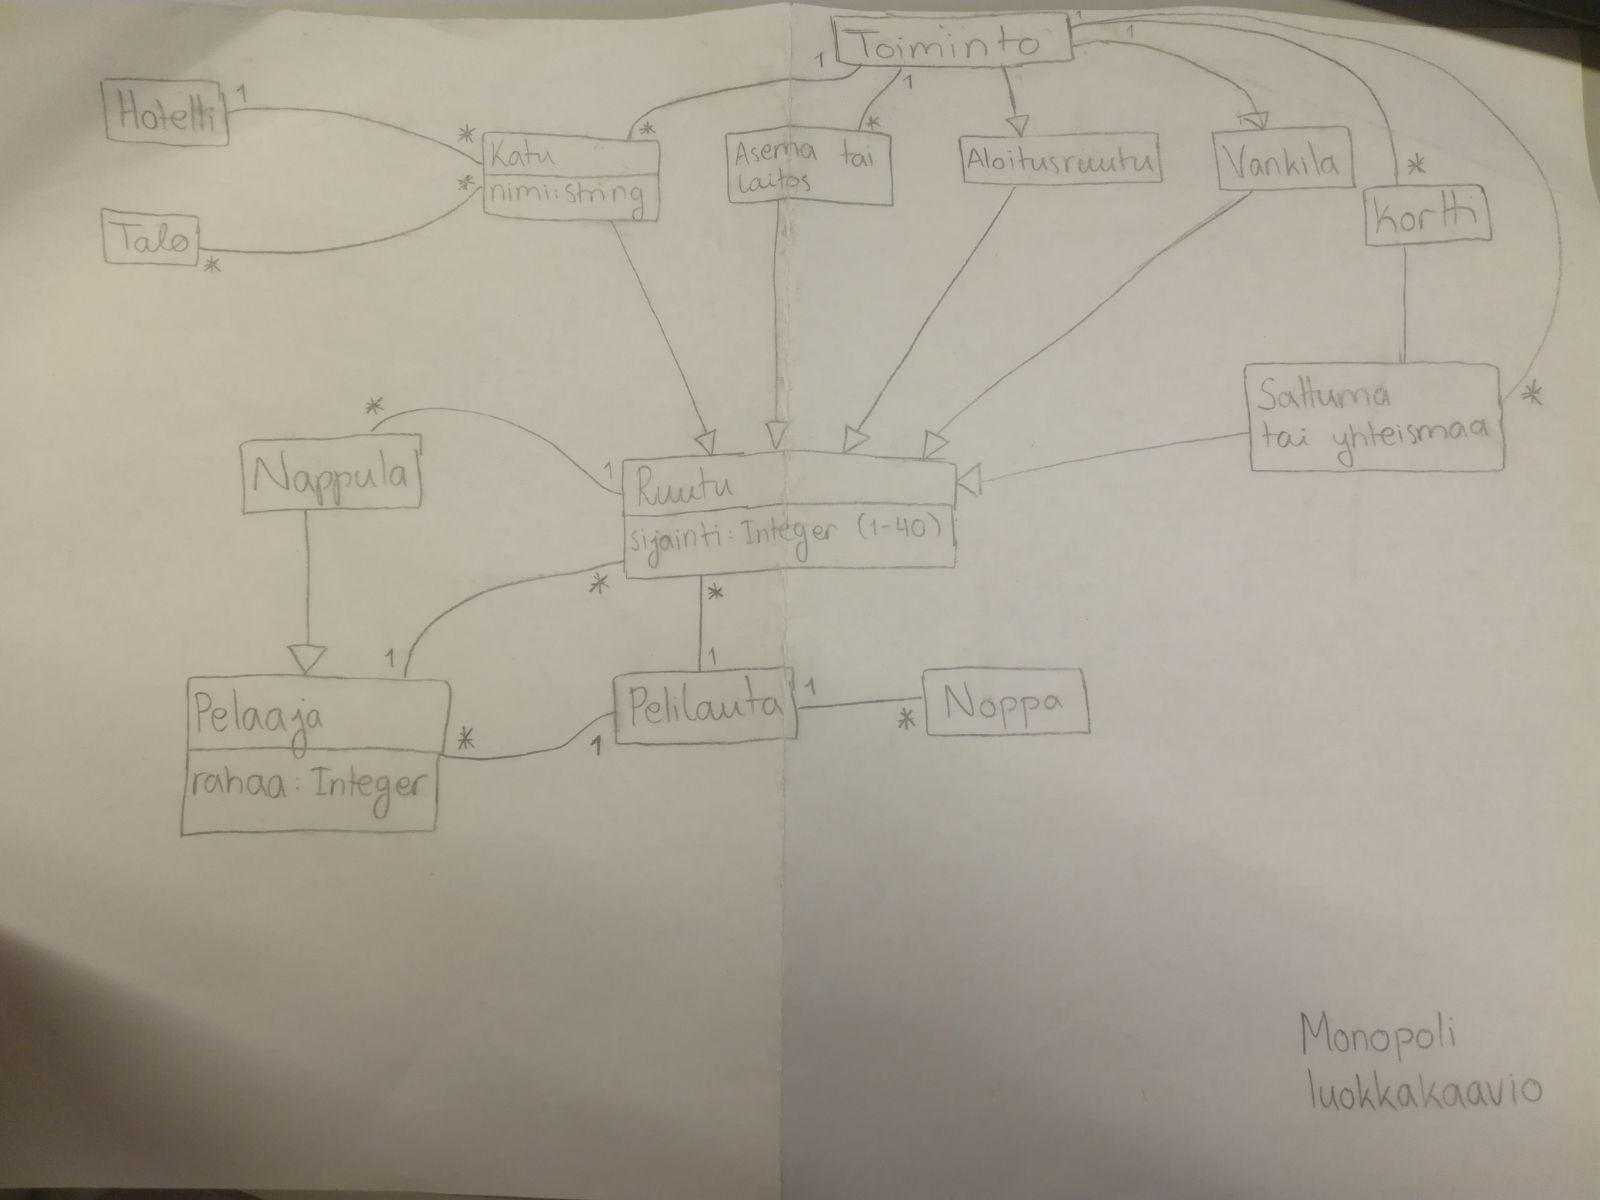 Toiminto
1
1
1
1
Hotelli
1
*
Katu
nimi:string
*
*
Asema tai
laitos
*
Aloitusruutu
Vankila
*
Kortti
Talo
*
Sattuma
tai yhteismaa
*
*
Nappula
1
Ruutu
sijainti: Integer (1-40)
*
*
1
1
Pelaaja
rahaa: Integer
*
1
Pelilauta
1
*
Noppa
Monopoli
luokkakaavio